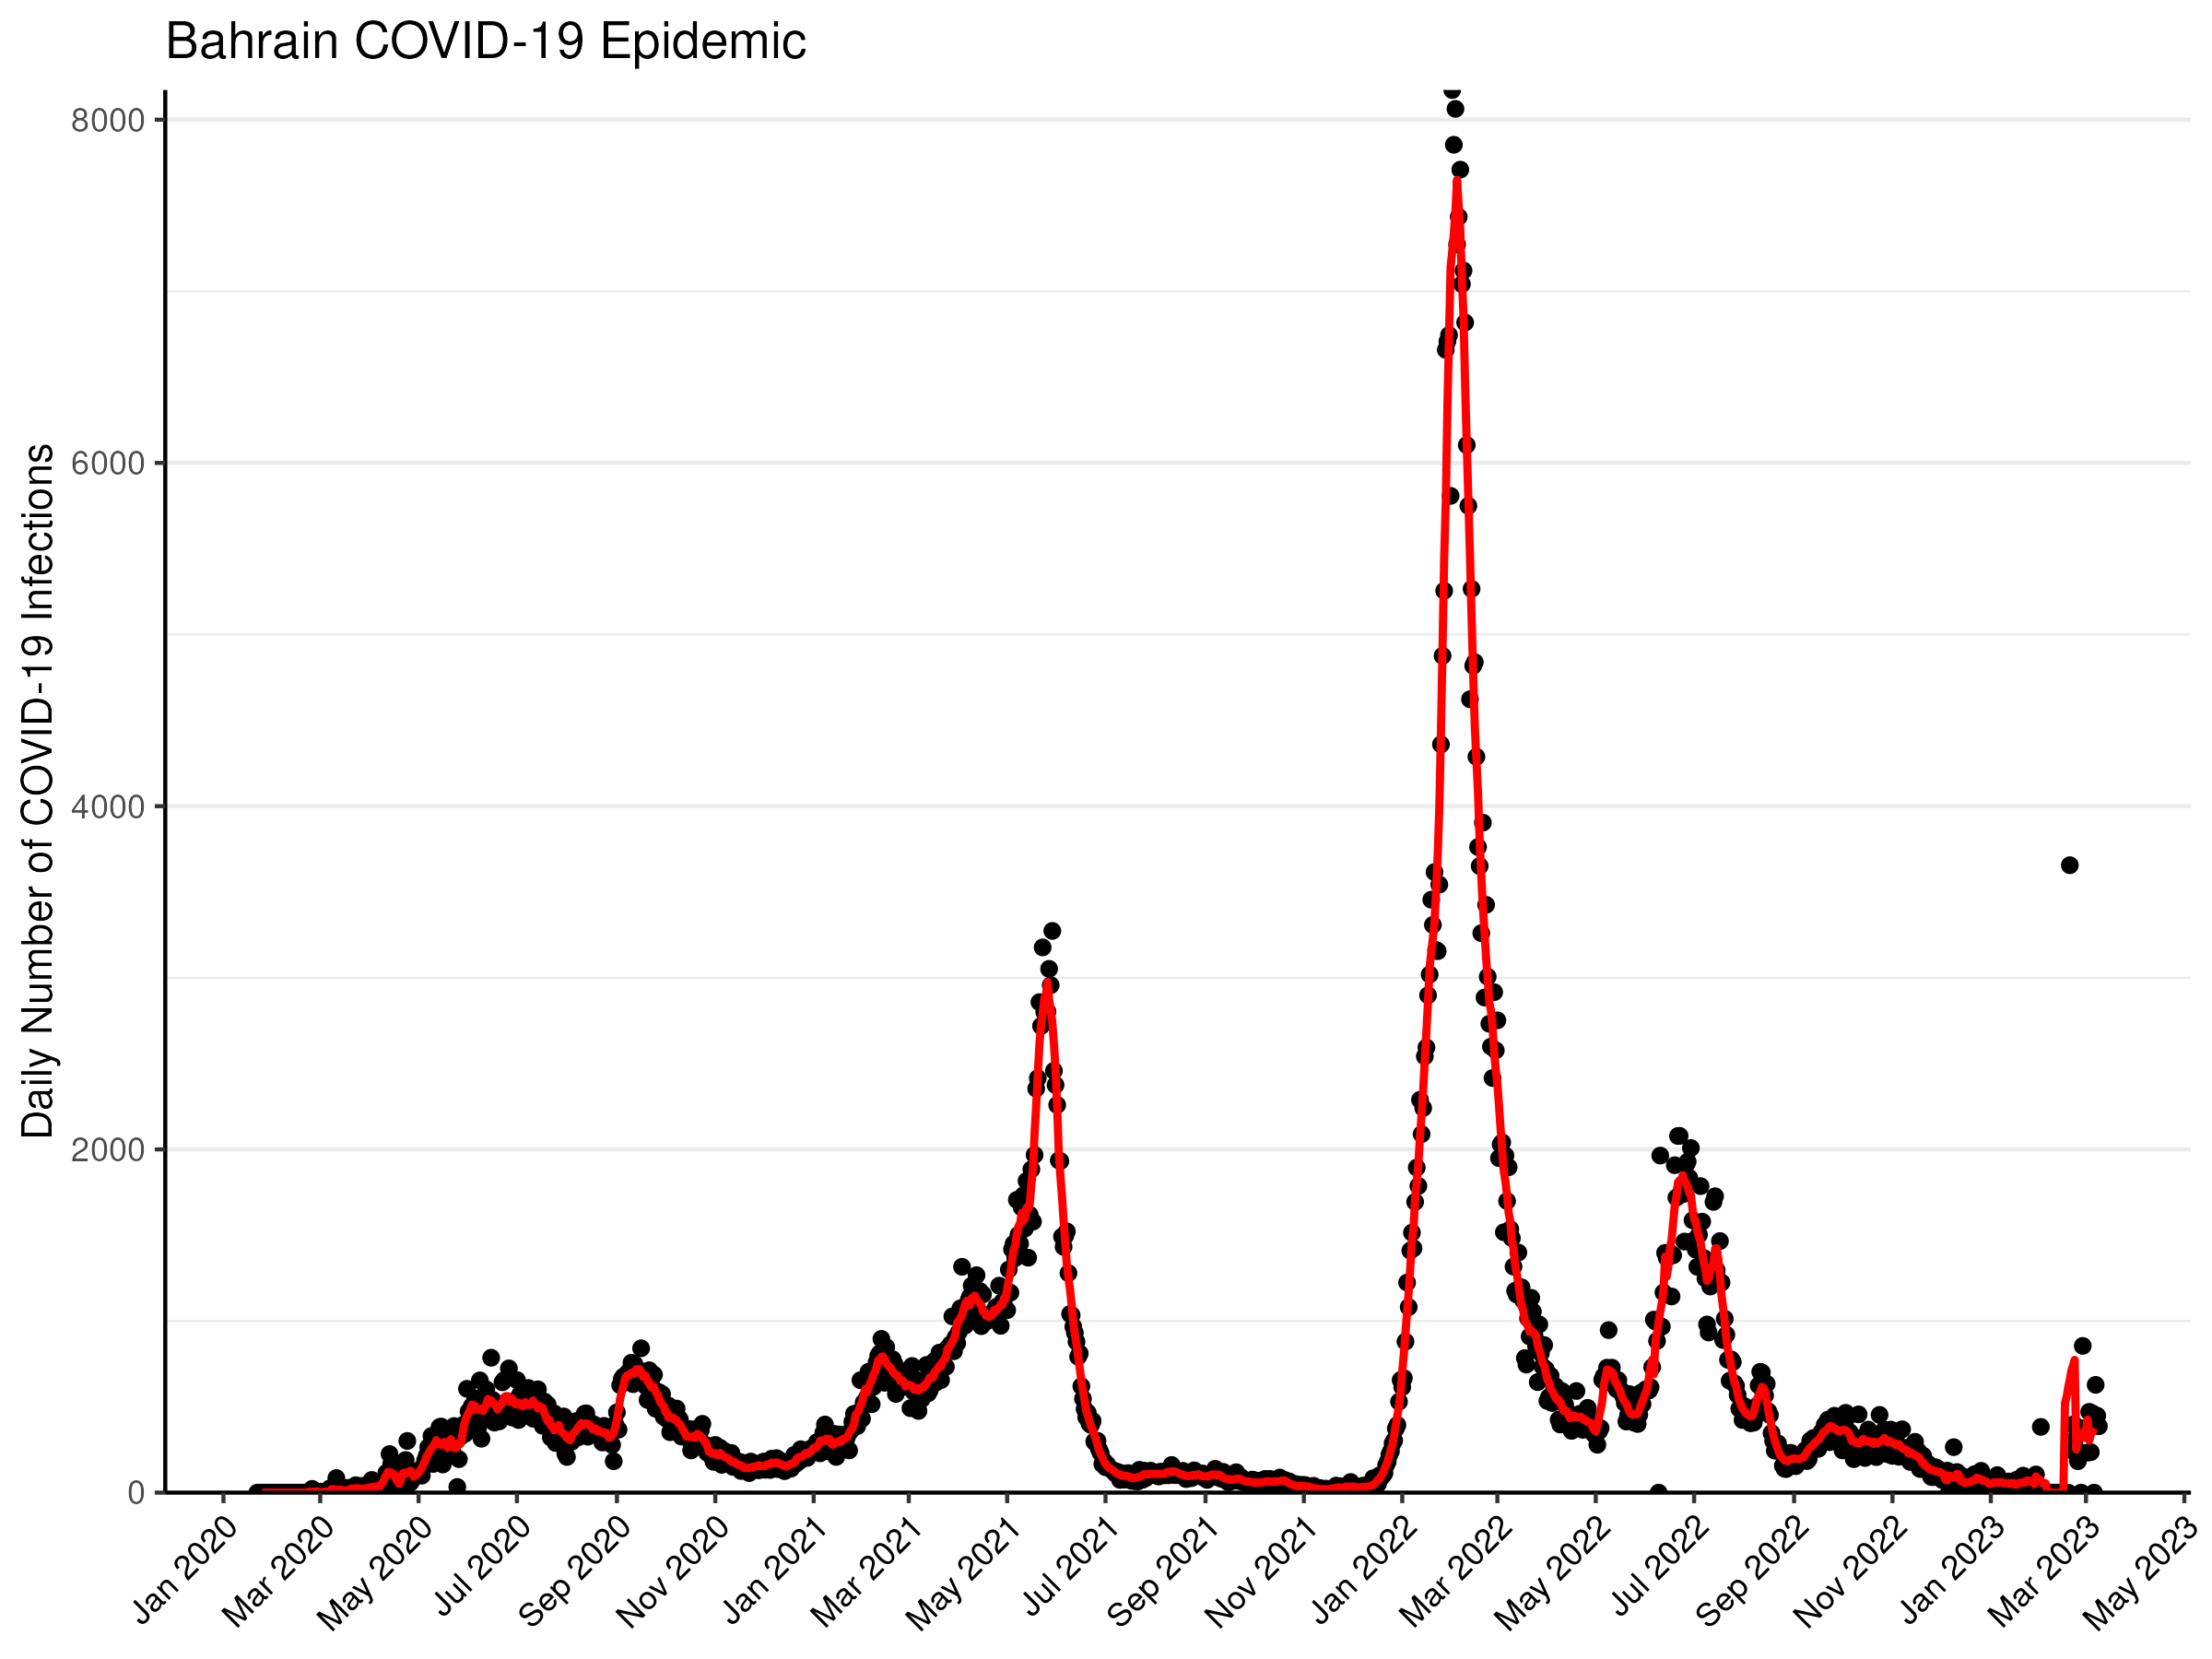 Bahrain COVID-19 Epidemic
Daily Number of COVID-19 Infections
8000
6000
4000
2000
0
Jan 2020
Mar 2020
May 2020
Jul 2020
Sep 2020
Nov 2020
Jan 2021
Mar 2021
May 2021
Jul 2021
Sep 2021
Nov 2021
Jan 2022
Mar 2022
May 2022
Jul 2022
Sep 2022
Nov 2022
Jan 2023
Mar 2023
May 2023